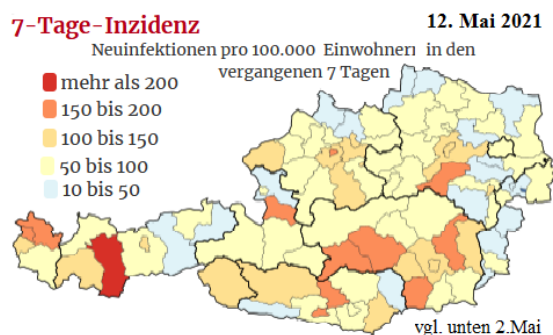 7-Tage-Inzidenz
12. Mai 2021
Neuinfektionen pro 100.000 Einwohner in den
vergangenen 7 Tagen
mehr als 200
150 bis 200
100 bis 150
50 bis 100
10 bis 50
vgl. unten 2.Mai